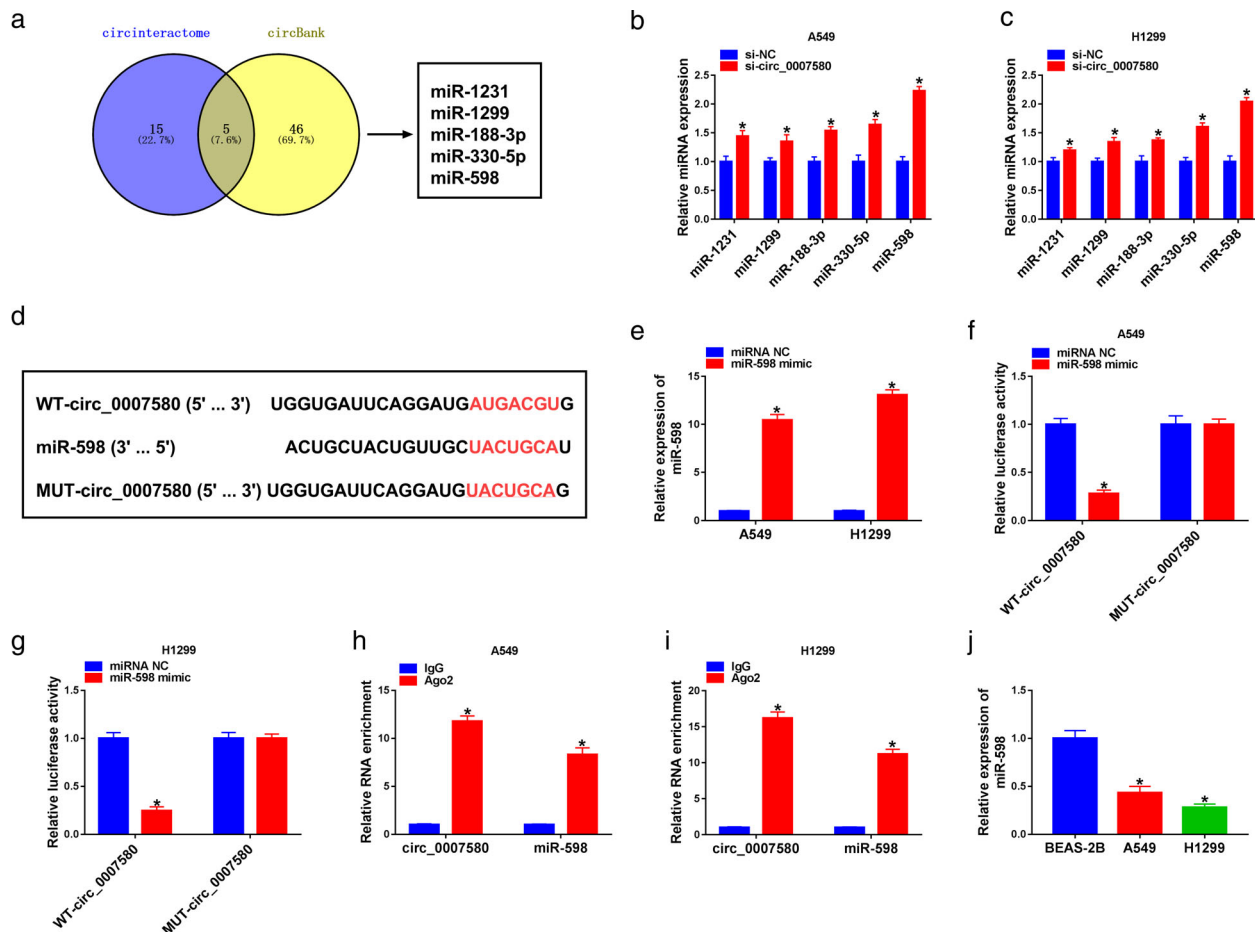 a
circinteractome
circBank
15
(22.7%)
5
(7.6%)
46
(69.7%)
miR-1231
miR-1299
miR-188-3p
miR-330-5p
miR-598
b
A549
si-NC
si-circ_0007580
Relative miRNA expression
2.5
2.0
1.5
1.0
0.5
0.0
* * * * *
miR-1231
miR-1299
miR-188-3p
miR-330-5p
miR-598
c
H1299
si-NC
si-circ_0007580
Relative miRNA expression
2.5
2.0
1.5
1.0
0.5
0.0
* * * * *
miR-1231
miR-1299
miR-188-3p
miR-330-5p
miR-598
d
WT-circ_0007580 (5' ... 3') UGGUGAUUCAGGAUGAUGACGUG
miR-598 (3' ... 5') ACUGCUACUGUUGCUACUGCAU
MUT-circ_0007580 (5' ... 3') UGGUGAUUCAGGAUGUACUGCAG
e
miRNA NC
miR-598 mimic
Relative expression of
miR-598
15
10
5
0
* *
A549
H1299
f
A549
miRNA NC
miR-598 mimic
Relative luciferase activity
1.5
1.0
0.5
0.0
*
WT-circ_0007580
MUT-circ_0007580
g
H1299
miRNA NC
miR-598 mimic
Relative luciferase activity
1.5
1.0
0.5
0.0
*
WT-circ_0007580
MUT-circ_0007580
h
A549
IgG
Ago2
Relative RNA enrichment
15
10
5
0
* *
circ_0007580
miR-598
i
H1299
IgG
Ago2
Relative RNA enrichment
20
15
10
5
0
* *
circ_0007580
miR-598
j
Relative expression of
miR-598
1.5
1.0
0.5
0.0
* *
BEAS-2B
A549
H1299